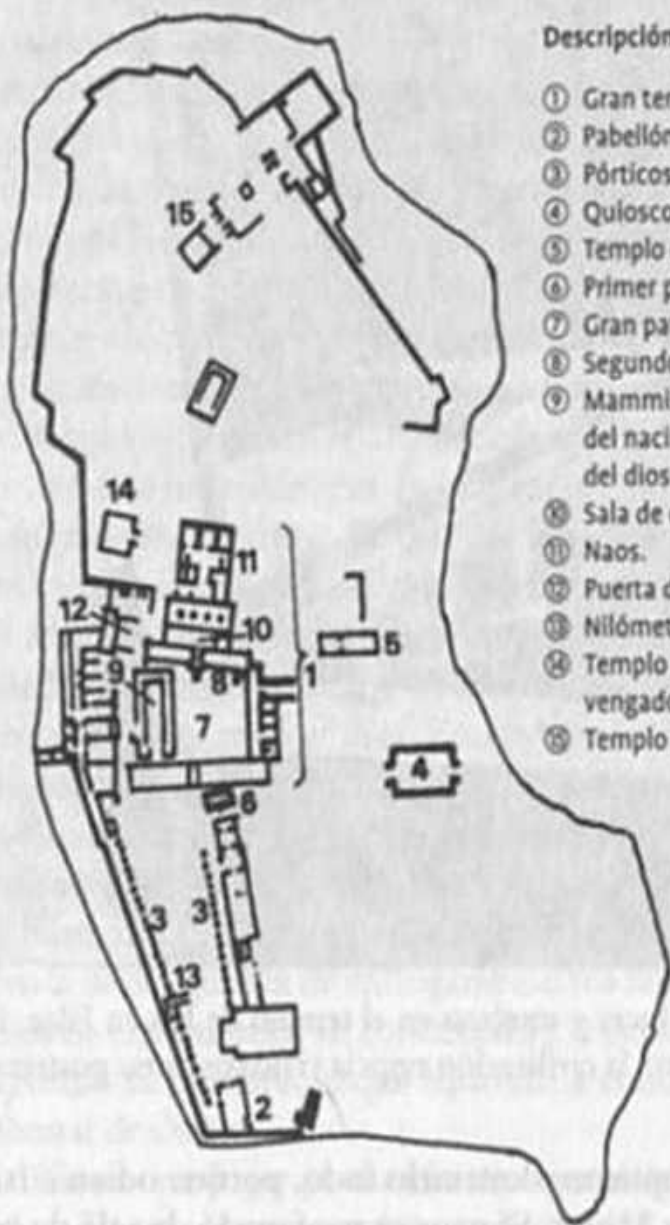 Descripción
① Gran ter
② Pabellón
③ Pórticos
④ Quiosco
⑤ Templo
⑥ Primer p
⑦ Gran pa
⑧ Segundo
⑨ Mammi
del naci
del dios
⑩ Sala de
⑪ Naos.
⑫ Puerta d
⑬ Nilómet
⑭ Templo
vengado
⑮ Templo
15
14
11
12
10
5
9
8
1
7
4
6
3
3
13
2